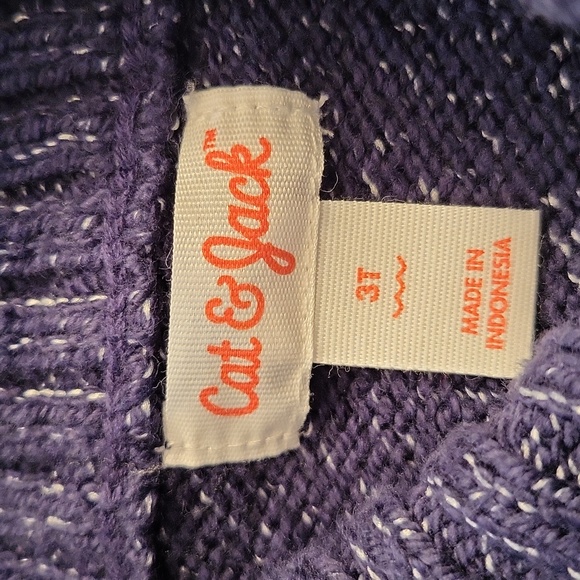 Cat & Jack™
3T
MADE IN
INDONESIA